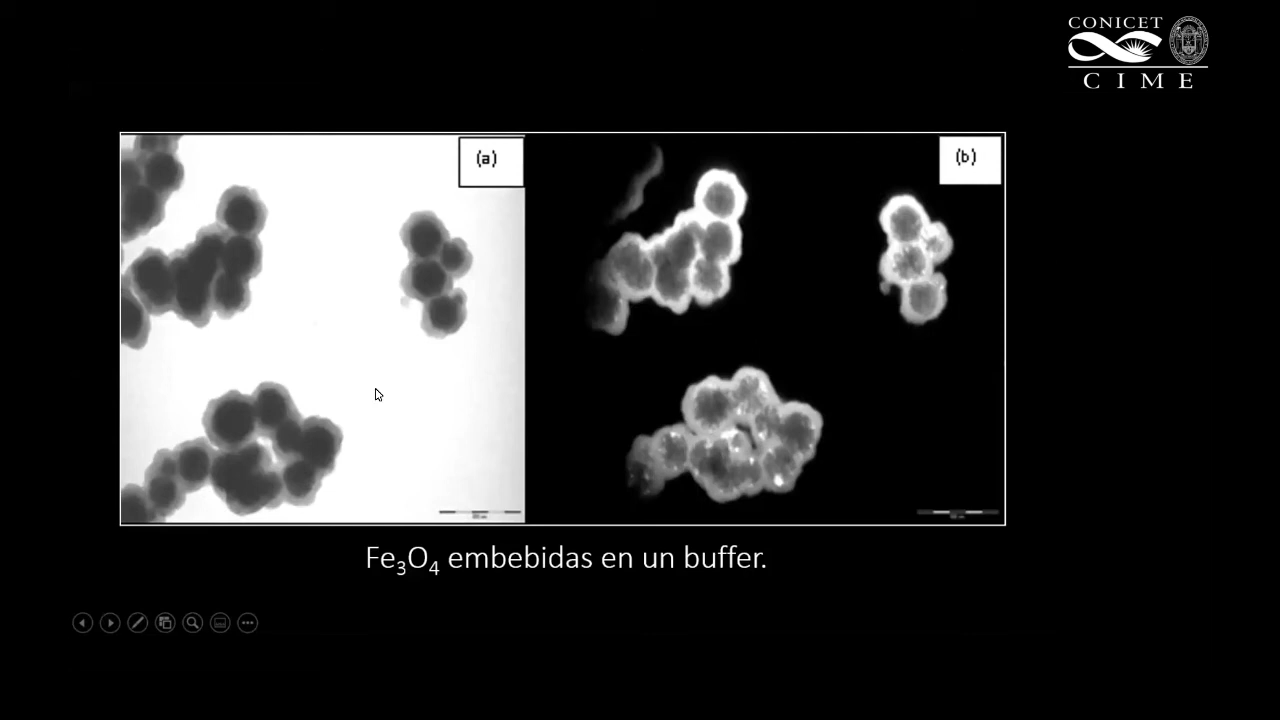 CONICET
CIME
(a)
(b)
Fe₃O₄ embebidas en un buffer.